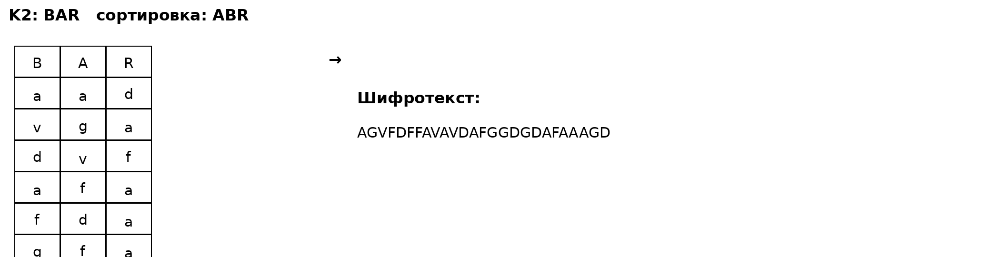 K2: BAR сортировка: ABR
B A R
a a d
v g a
d v f
a f a
f d a
g f a
→
Шифротекст:
AGVFDFFAVAVDAFGGDGDAFAAAGD